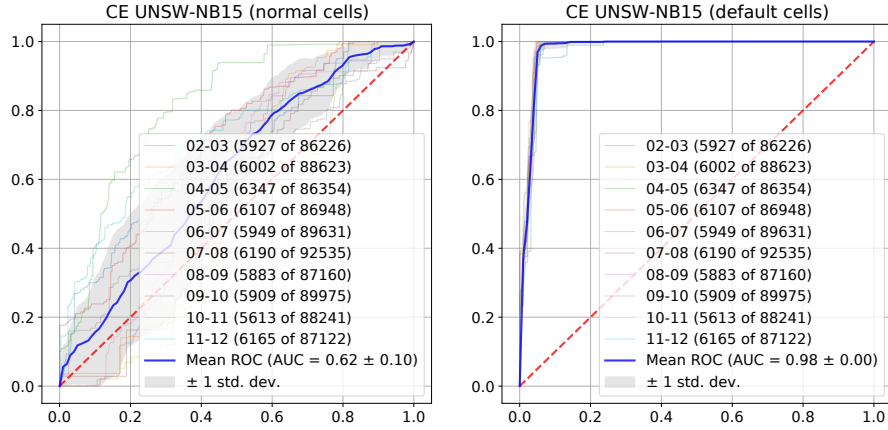 CE UNSW-NB15 (normal cells)
1.0
0.8
0.6
0.4
0.2
0.0
02-03 (5927 of 86226)
03-04 (6002 of 88623)
04-05 (6347 of 86354)
05-06 (6107 of 86948)
06-07 (5949 of 89631)
07-08 (6190 of 92535)
08-09 (5883 of 87160)
09-10 (5909 of 89975)
10-11 (5613 of 88241)
11-12 (6165 of 87122)
Mean ROC (AUC = 0.62 ± 0.10)
± 1 std. dev.
0.0 0.2 0.4 0.6 0.8 1.0
CE UNSW-NB15 (default cells)
1.0
0.8
0.6
0.4
0.2
0.0
02-03 (5927 of 86226)
03-04 (6002 of 88623)
04-05 (6347 of 86354)
05-06 (6107 of 86948)
06-07 (5949 of 89631)
07-08 (6190 of 92535)
08-09 (5883 of 87160)
09-10 (5909 of 89975)
10-11 (5613 of 88241)
11-12 (6165 of 87122)
Mean ROC (AUC = 0.98 ± 0.00)
± 1 std. dev.
0.0 0.2 0.4 0.6 0.8 1.0